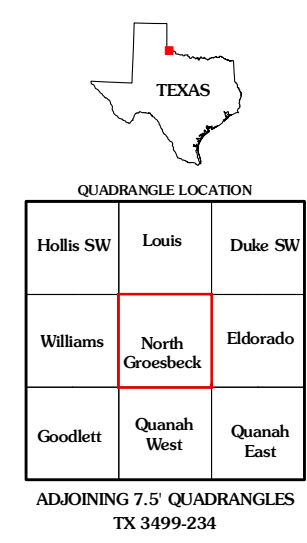 TEXAS
QUADRANGLE LOCATION
Hollis SW
Louis
Duke SW
Williams
North
Groesbeck
Eldorado
Goodlett
Quanah
West
Quanah
East
ADJOINING 7.5' QUADRANGLES
TX 3499-234